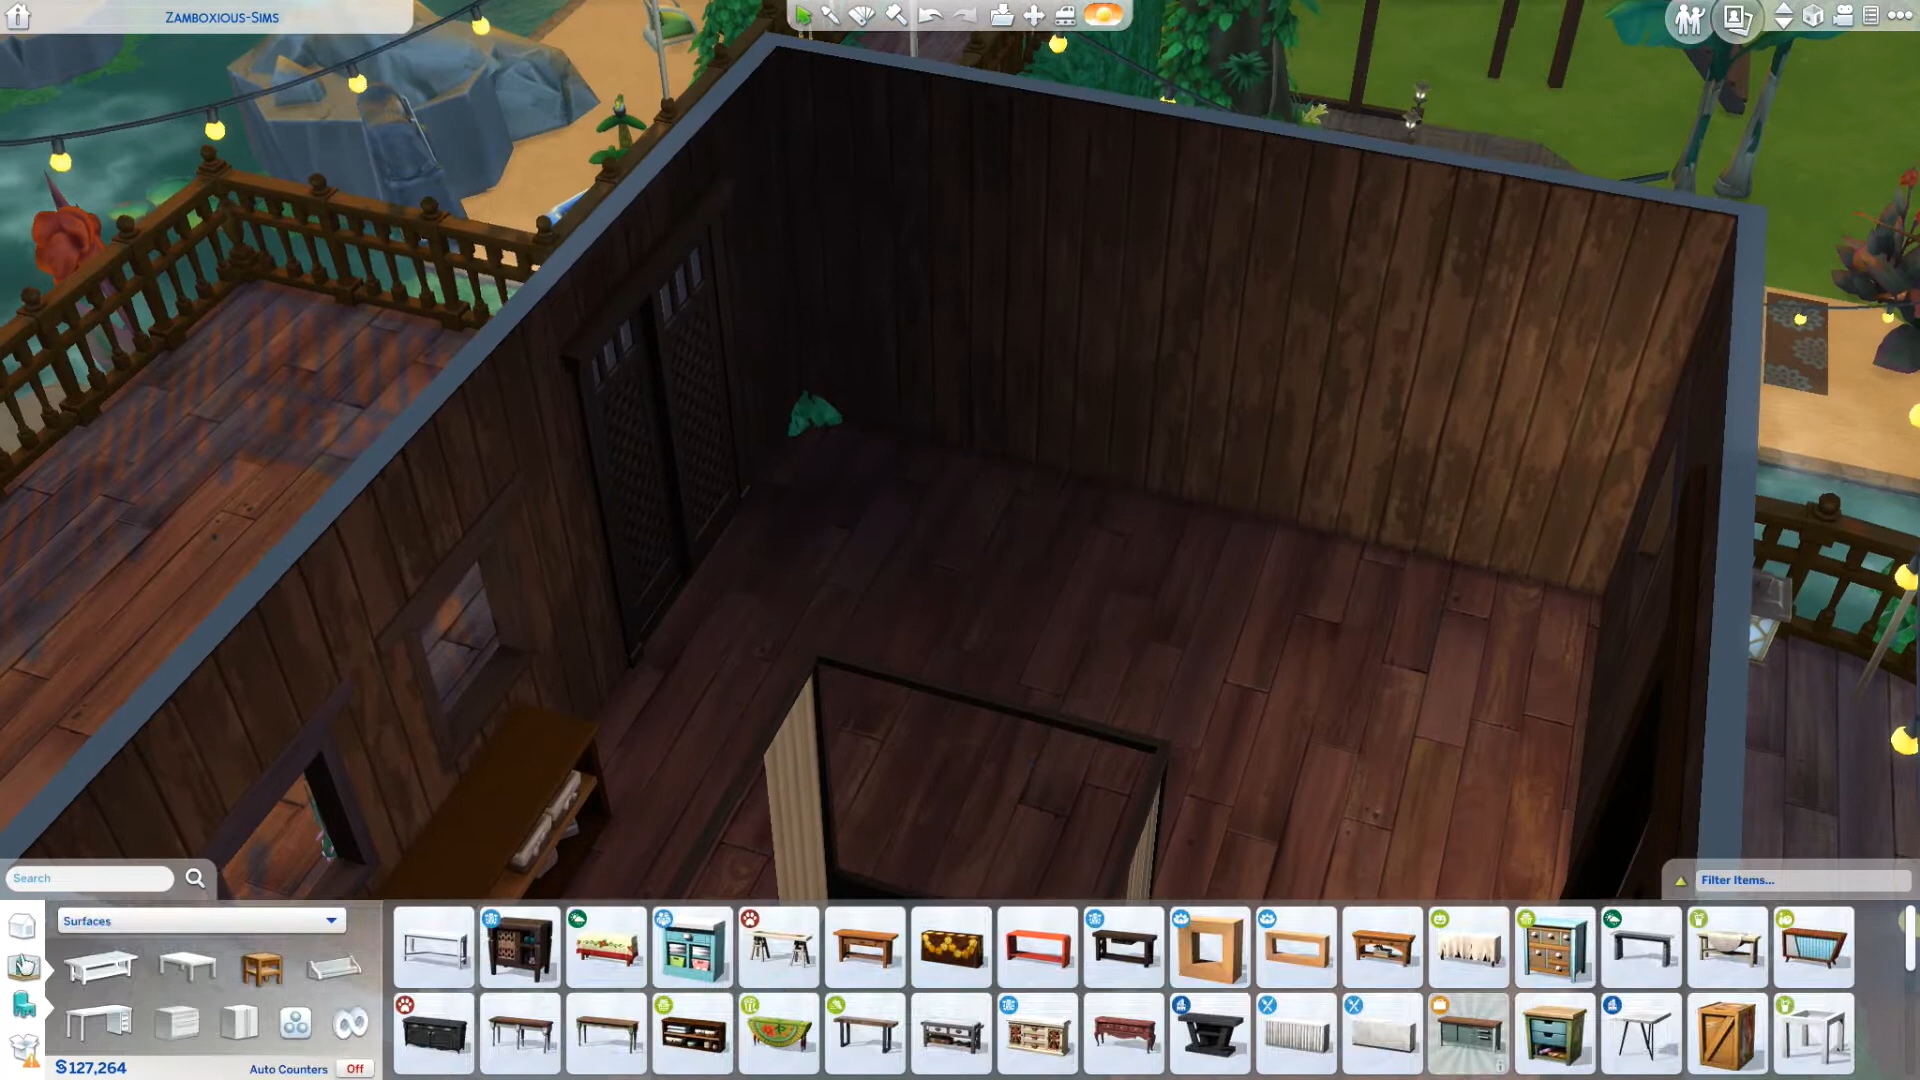 Zamboxious-Sims
Search
Filter Items...
Surfaces
§127,264
Auto Counters
Off